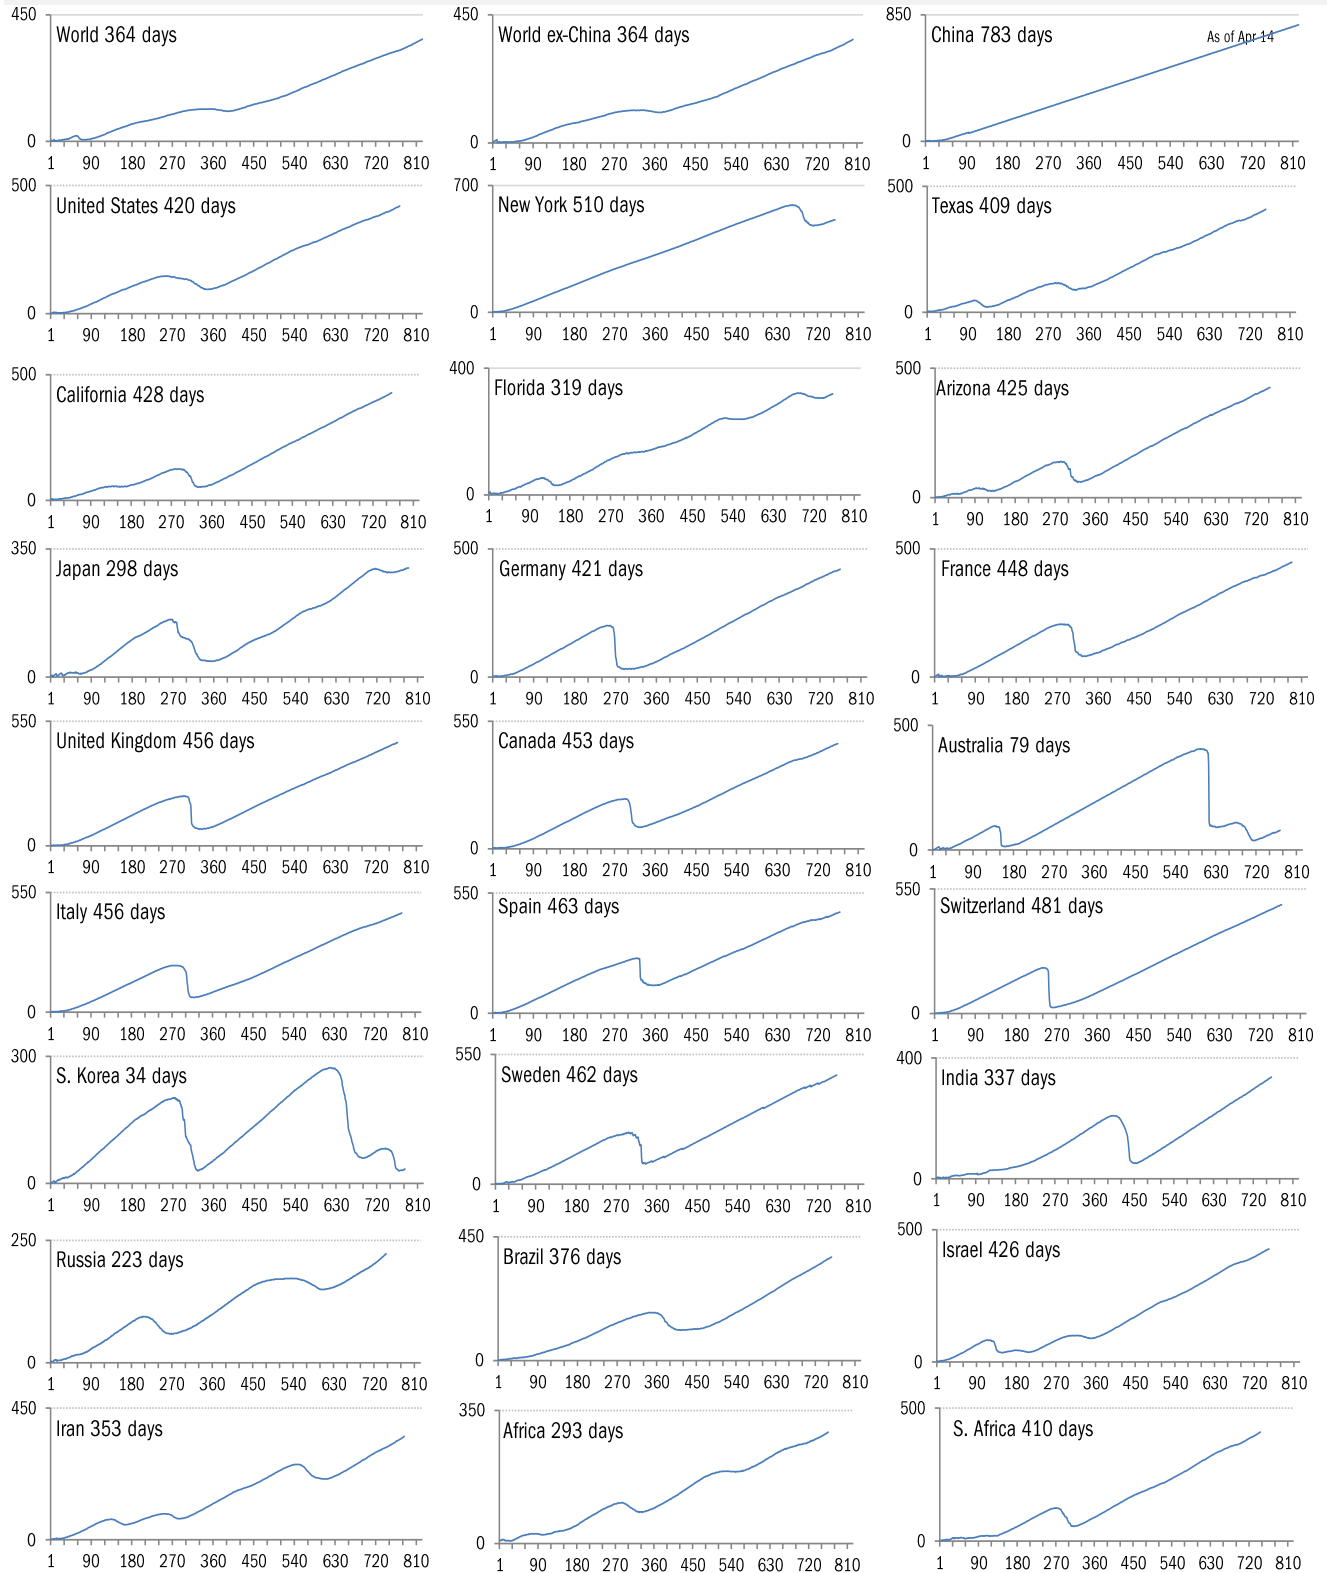 450
World 364 days
0
1 90 180 270 360 450 540 630 720 810
450
World ex-China 364 days
0
1 90 180 270 360 450 540 630 720 810
850
China 783 days
As of Apr 14
0
1 90 180 270 360 450 540 630 720 810
500
United States 420 days
0
1 90 180 270 360 450 540 630 720 810
700
New York 510 days
0
1 90 180 270 360 450 540 630 720 810
500
Texas 409 days
0
1 90 180 270 360 450 540 630 720 810
500
California 428 days
0
1 90 180 270 360 450 540 630 720 810
400
Florida 319 days
0
1 90 180 270 360 450 540 630 720 810
500
Arizona 425 days
0
1 90 180 270 360 450 540 630 720 810
350
Japan 298 days
0
1 90 180 270 360 450 540 630 720 810
500
Germany 421 days
0
1 90 180 270 360 450 540 630 720 810
500
France 448 days
0
1 90 180 270 360 450 540 630 720 810
550
United Kingdom 456 days
0
1 90 180 270 360 450 540 630 720 810
550
Canada 453 days
0
1 90 180 270 360 450 540 630 720 810
500
Australia 79 days
0
1 90 180 270 360 450 540 630 720 810
550
Italy 456 days
0
1 90 180 270 360 450 540 630 720 810
550
Spain 463 days
0
1 90 180 270 360 450 540 630 720 810
550
Switzerland 481 days
0
1 90 180 270 360 450 540 630 720 810
300
S. Korea 34 days
0
1 90 180 270 360 450 540 630 720 810
550
Sweden 462 days
0
1 90 180 270 360 450 540 630 720 810
400
India 337 days
0
1 90 180 270 360 450 540 630 720 810
250
Russia 223 days
0
1 90 180 270 360 450 540 630 720 810
450
Brazil 376 days
0
1 90 180 270 360 450 540 630 720 810
500
Israel 426 days
0
1 90 180 270 360 450 540 630 720 810
450
Iran 353 days
0
1 90 180 270 360 450 540 630 720 810
350
Africa 293 days
0
1 90 180 270 360 450 540 630 720 810
500
S. Africa 410 days
0
1 90 180 270 360 450 540 630 720 810